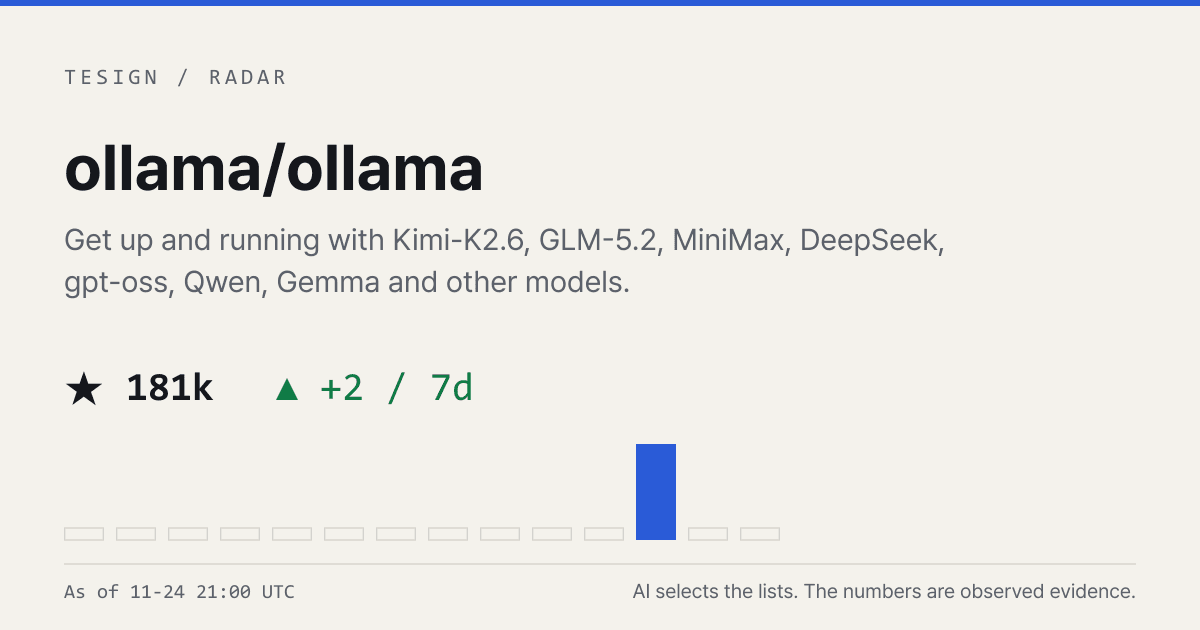 TESIGN / RADAR
ollama/ollama
Get up and running with Kimi-K2.6, GLM-5.2, MiniMax, DeepSeek,
gpt-oss, Qwen, Gemma and other models.
★ 181k ▲ +2 / 7d
As of 11-24 21:00 UTC
AI selects the lists. The numbers are observed evidence.